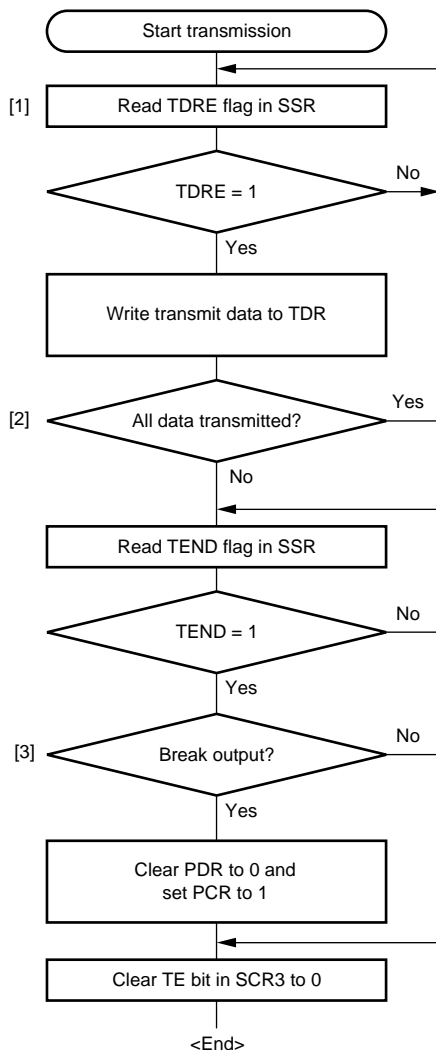 Start transmission
[1]
Read TDRE flag in SSR
No
TDRE = 1
Yes
Write transmit data to TDR
[2]
All data transmitted?
Yes
No
Read TEND flag in SSR
No
TEND = 1
Yes
[3]
Break output?
No
Yes
Clear PDR to 0 and
set PCR to 1
Clear TE bit in SCR3 to 0
<End>